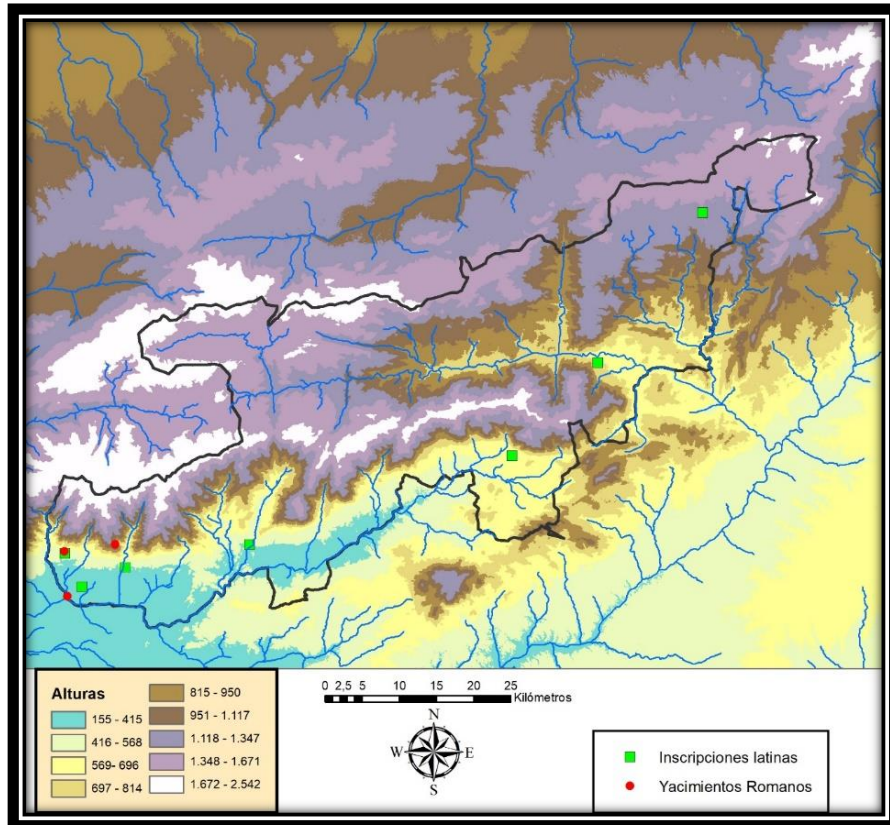 Alturas
155 - 415
416 - 568
569- 696
697 - 814
815 - 950
951 - 1.117
1.118 - 1.347
1.348 - 1.671
1.672 - 2.542
0 2,5 5 10 15 20 25
Kilómetros
N
W E
S
Inscripciones latinas
Yacimientos Romanos